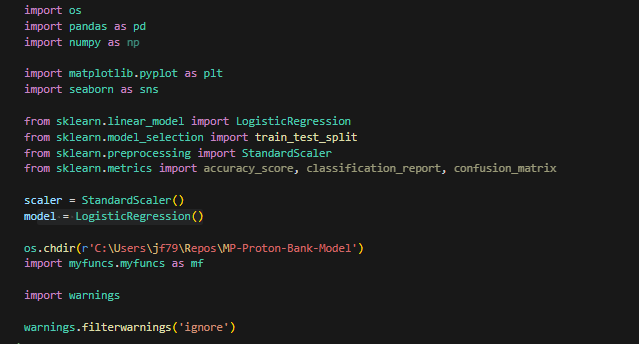 import os
import pandas as pd
import numpy as np
import matplotlib.pyplot as plt
import seaborn as sns
from sklearn.linear_model import LogisticRegression
from sklearn.model_selection import train_test_split
from sklearn.preprocessing import StandardScaler
from sklearn.metrics import accuracy_score, classification_report, confusion_matrix
scaler = StandardScaler()
model = LogisticRegression()
os.chdir(r'C:\Users\jf79\Repos\MP-Proton-Bank-Model')
import myfuncs.myfuncs as mf
import warnings
warnings.filterwarnings('ignore')